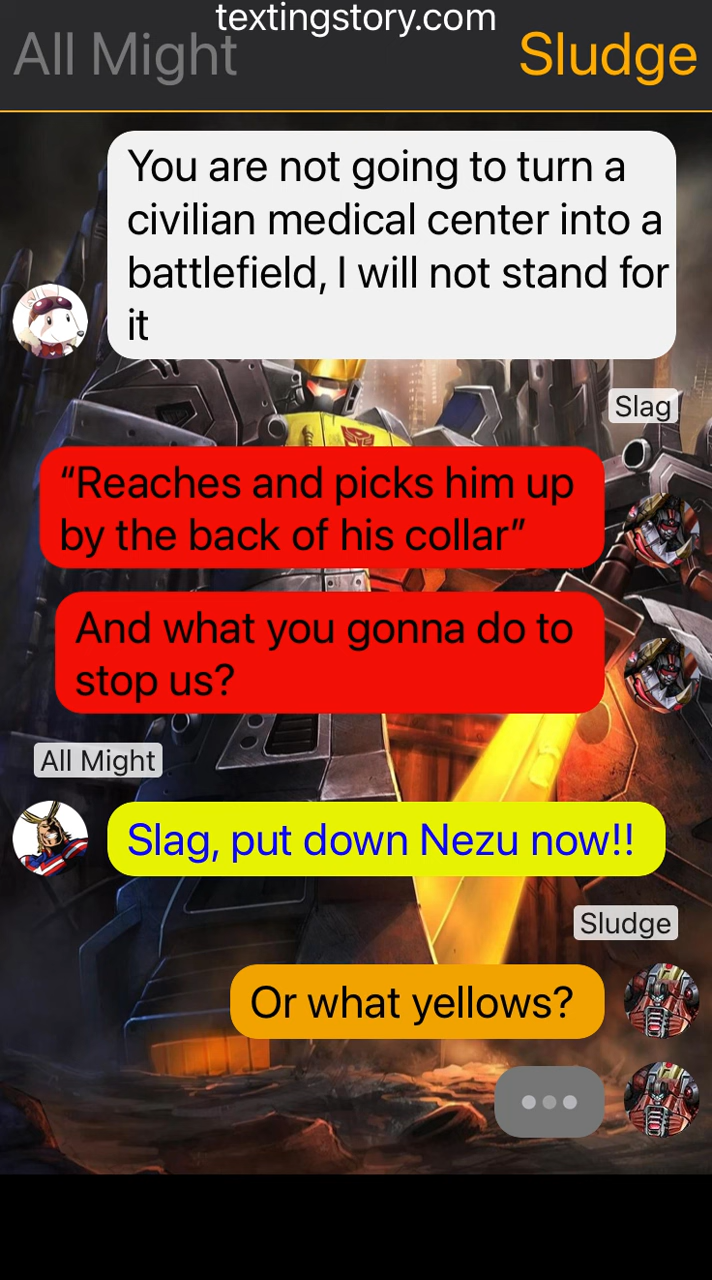 textingstory.com
All Might
Sludge
You are not going to turn a
civilian medical center into a
battlefield, I will not stand for
it
Slag
“Reaches and picks him up
by the back of his collar”
And what you gonna do to
stop us?
All Might
Slag, put down Nezu now!!
Sludge
Or what yellows?